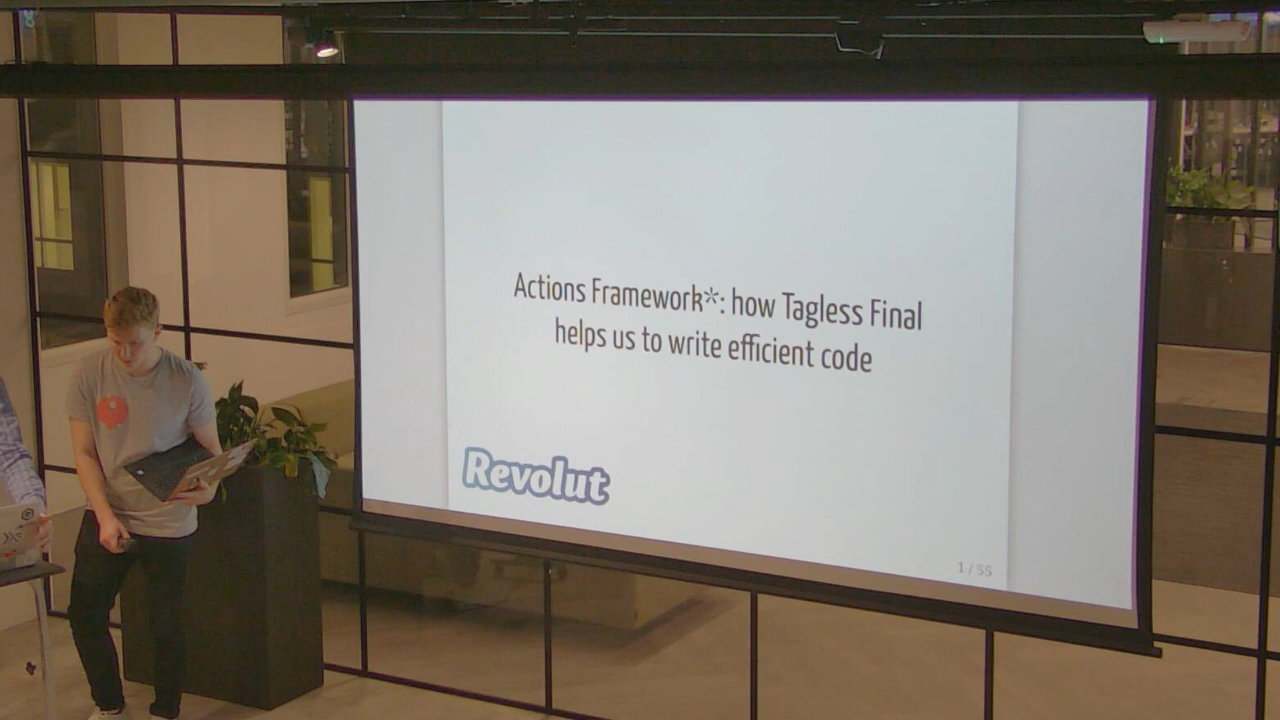 Actions Framework*: how Tagless Final
helps us to write efficient code
Revolut
1 / 55